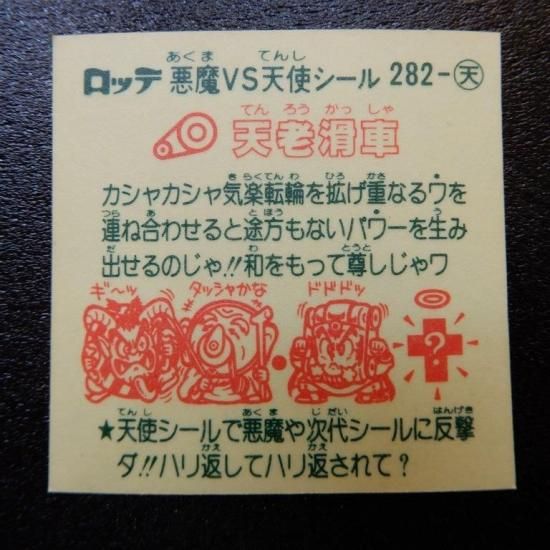 ロッテ 悪魔VS天使シール 282-天
天老滑車
カシャカシャ気楽転輪を拡げ重なるワを
連ね合わせると途方もないパワーを生み
出せるのじゃ!!和をもって尊しじゃワ
ギ〜ッ ダッシャかな ドドドッ
?
★天使シールで悪魔や次代シールに反撃
ダ!!ハリ返してハリ返されて?